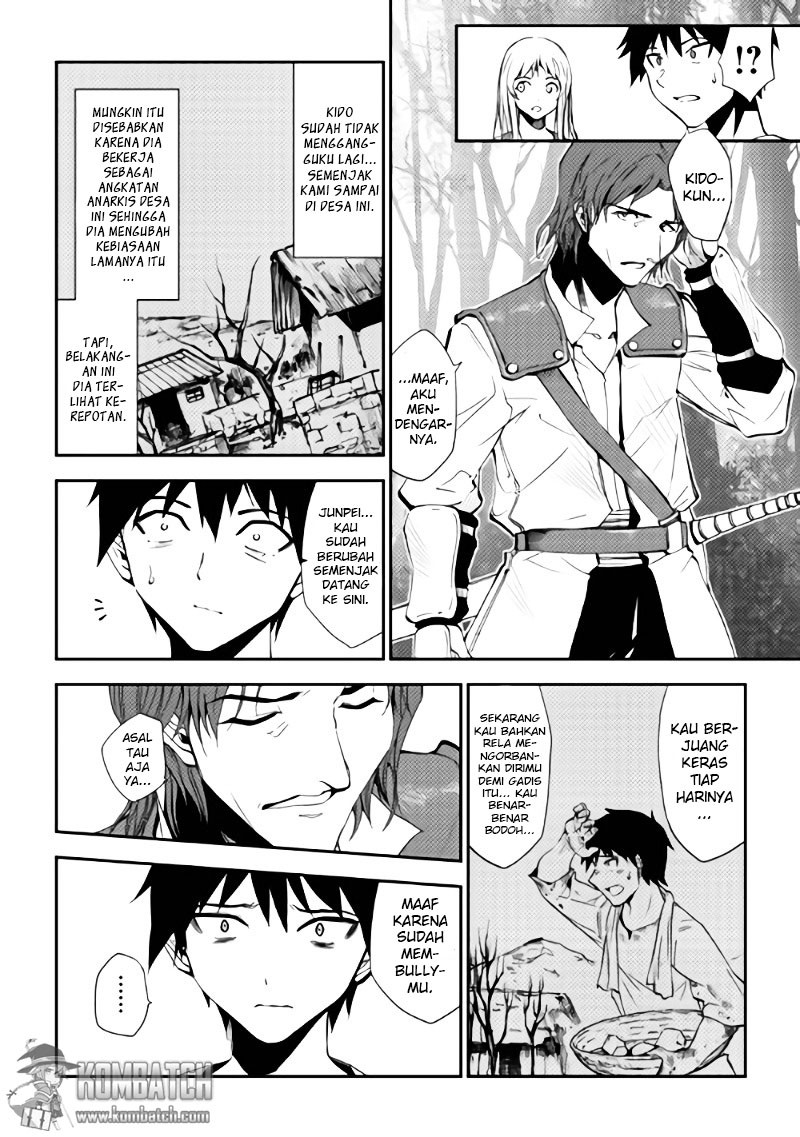 !?
KIDO-
KUN...
...MAAF,
AKU
MEN-
DENGAR-
NYA.
KIDO
SUDAH TIDAK
MENGGANG-
GUKU LAGI...
SEMENJAK
KAMI SAMPAI
DI DESA INI.
MUNGKIN ITU
DISEBABKAN
KARENA DIA
BEKERJA
SEBAGAI
ANGKATAN
ANARKIS DESA
INI SEHINGGA
DIA MENGUBAH
KEBIASAAN
LAMANYA ITU
...
TAPI,
BELAKANG-
AN INI
DIA TER-
LIHAT KE-
REPOTAN.
JUNPEI...
KAU
SUDAH
BERUBAH
SEMENJAK
DATANG
KE SINI.
KAU BER-
JUANG
KERAS
TIAP
HARINYA
...
SEKARANG
KAU BAHKAN
RELA ME-
NGORBAN-
KAN DIRIMU
DEMI GADIS
ITU... KAU
BENAR-
BENAR
BODOH...
ASAL
TAU
AJA
YA...
MAAF
KARENA
SUDAH
MEM-
BULLY-
MU.
......
KOMBATCH
www.kombatch.com